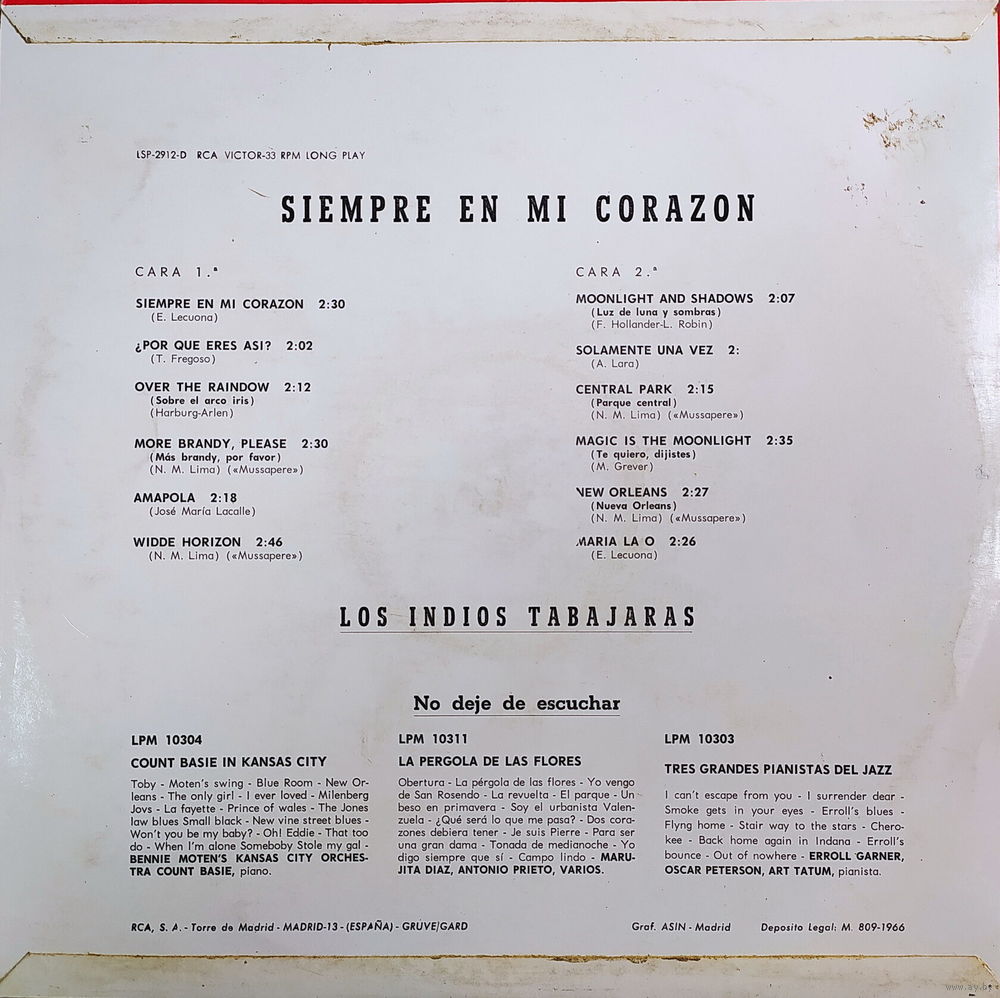 LSP-2912-D RCA VICTOR-33 RPM LONG PLAY
SIEMPRE EN MI CORAZON
CARA 1.ª
SIEMPRE EN MI CORAZON 2:30
(E. Lecuona)
¿POR QUE ERES ASI? 2:02
(T. Fregoso)
OVER THE RAINDOW 2:12
(Sobre el arco iris)
(Harburg-Arlen)
MORE BRANDY, PLEASE 2:30
(Más brandy, por favor)
(N. M. Lima) («Mussapere»)
AMAPOLA 2:18
(José María Lacalle)
WIDDE HORIZON 2:46
(N. M. Lima) («Mussapere»)
CARA 2.ª
MOONLIGHT AND SHADOWS 2:07
(Luz de luna y sombras)
(F. Hollander-L. Robin)
SOLAMENTE UNA VEZ 2:
(A. Lara)
CENTRAL PARK 2:15
(Parque central)
(N. M. Lima) («Mussapere»)
MAGIC IS THE MOONLIGHT 2:35
(Te quiero, dijistes)
(M. Grever)
NEW ORLEANS 2:27
(Nueva Orleans)
(N. M. Lima) («Mussapere»)
MARIA LA O 2:26
(E. Lecuona)
LOS INDIOS TABAJARAS
No deje de escuchar
LPM 10304
COUNT BASIE IN KANSAS CITY
Toby - Moten's swing - Blue Room - New Or-
leans - The only girl - I ever loved - Milenberg
Jovs - La fayette - Prince of wales - The Jones
law blues Small black - New vine street blues -
Won't you be my baby? - Oh! Eddie - That too
do - When I'm alone Someboby Stole my gal -
BENNIE MOTEN'S KANSAS CITY ORCHES-
TRA COUNT BASIE, piano.
LPM 10311
LA PERGOLA DE LAS FLORES
Obertura - La pérgola de las flores - Yo vengo
de San Rosendo - La revuelta - El parque - Un
beso en primavera - Soy el urbanista Valen-
zuela - ¿Qué será lo que me pasa? - Dos cora-
zones debiera tener - Je suis Pierre - Para ser
una gran dama - Tonada de medianoche - Yo
digo siempre que sí - Campo lindo - MARU-
JITA DIAZ, ANTONIO PRIETO, VARIOS.
LPM 10303
TRES GRANDES PIANISTAS DEL JAZZ
I can't escape from you - I surrender dear -
Smoke gets in your eyes - Erroll's blues -
Flyng home - Stair way to the stars - Chero-
kee - Back home again in Indana - Erroll's
bounce - Out of nowhere - ERROLL GARNER,
OSCAR PETERSON, ART TATUM, pianista.
RCA, S. A. - Torre de Madrid - MADRID-13 - (ESPAÑA) - GRUVE/GARD
Graf. ASIN - Madrid
Deposito Legal: M. 809-1966
www.ay.by